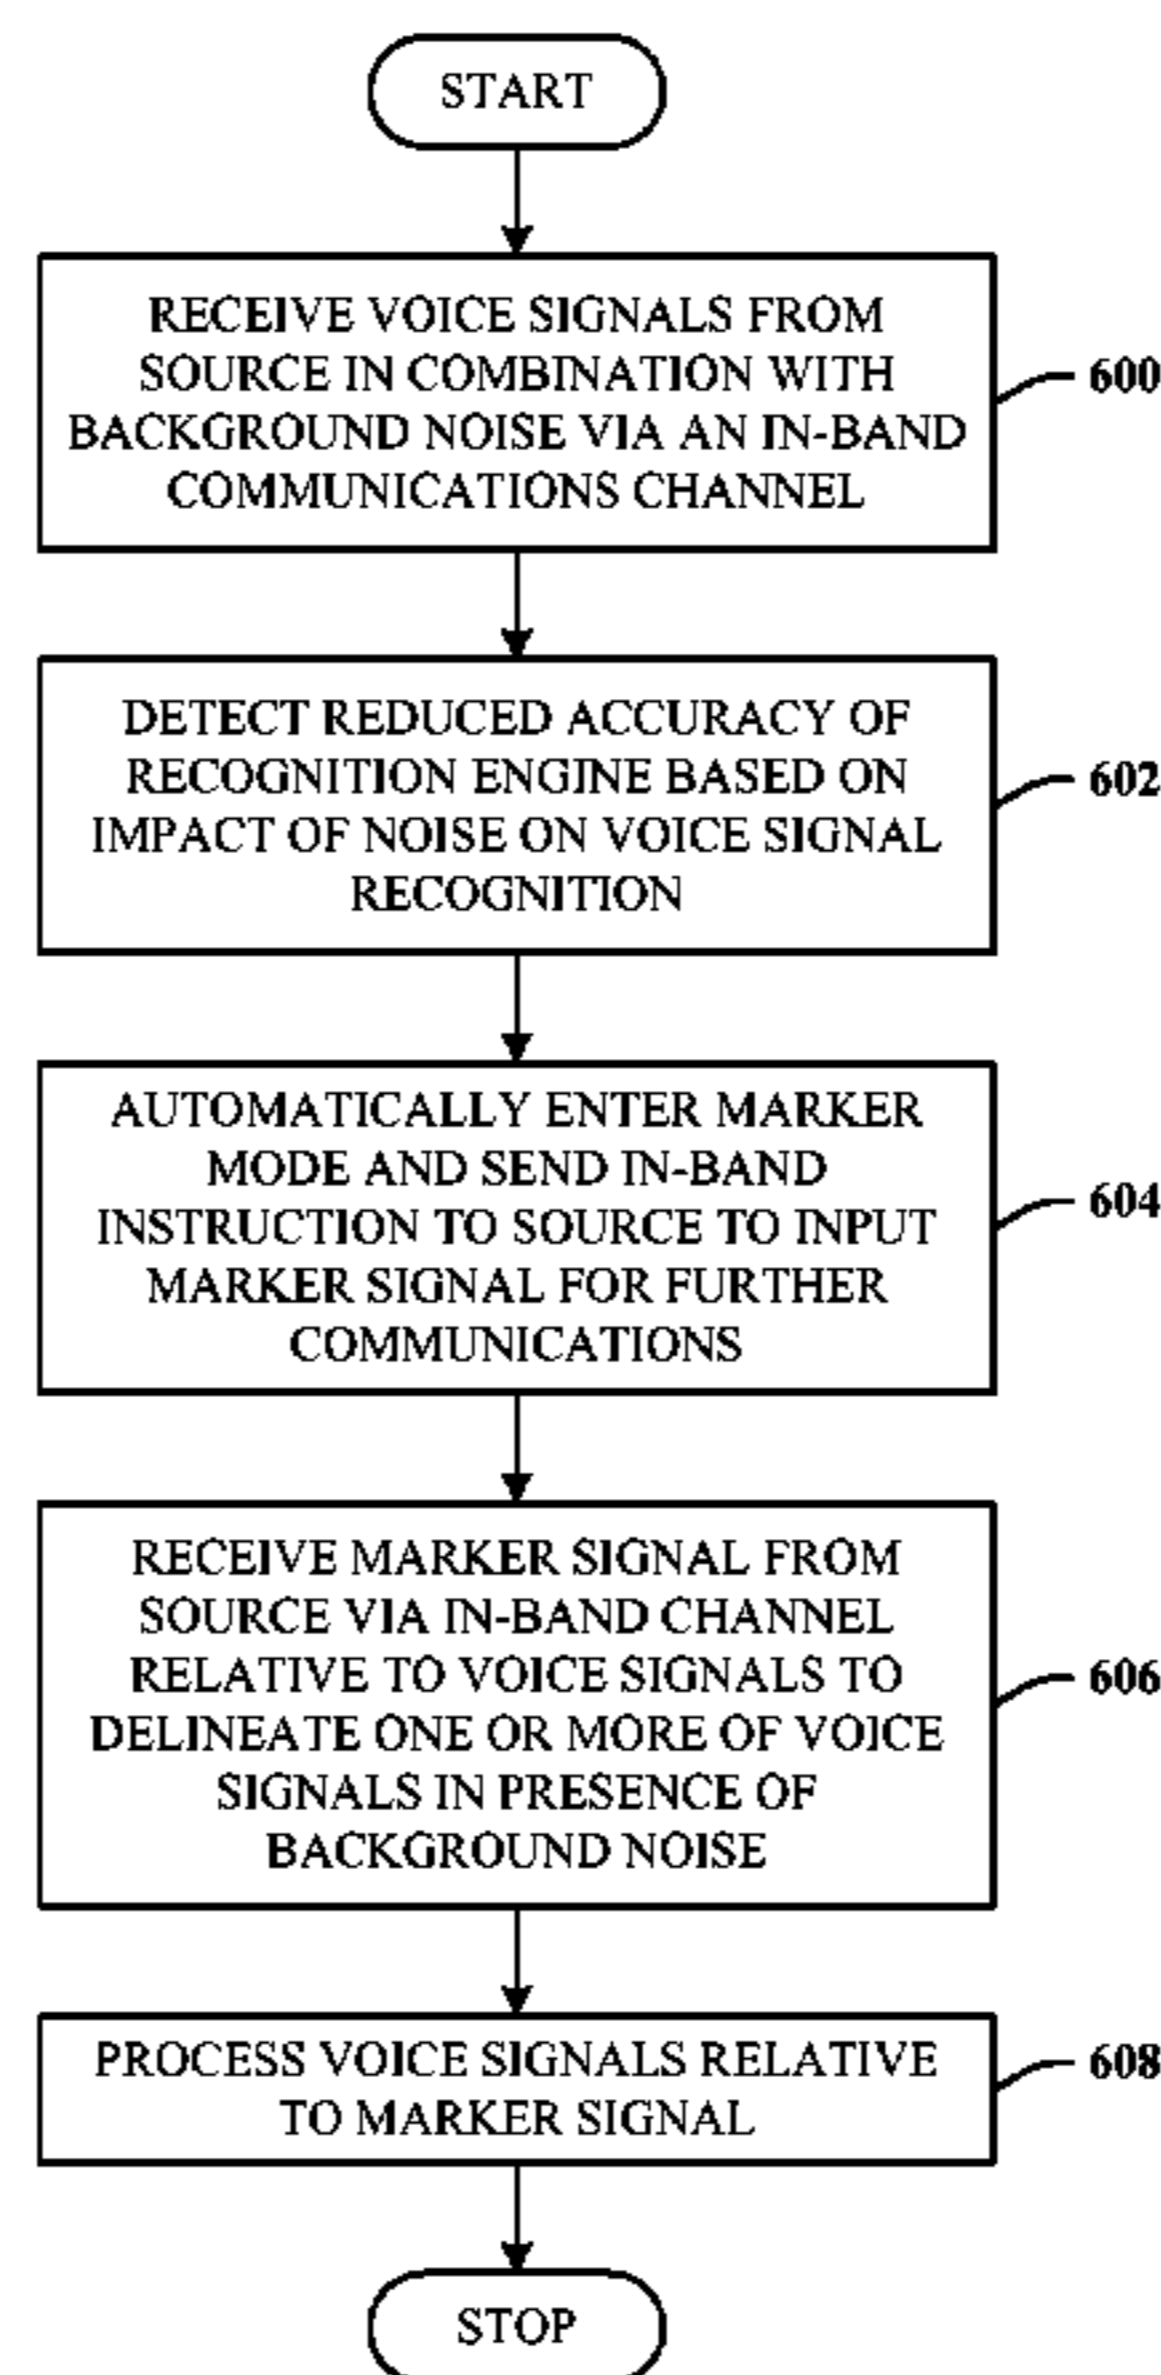 START
RECEIVE VOICE SIGNALS FROM
SOURCE IN COMBINATION WITH
BACKGROUND NOISE VIA AN IN-BAND
COMMUNICATIONS CHANNEL
600
DETECT REDUCED ACCURACY OF
RECOGNITION ENGINE BASED ON
IMPACT OF NOISE ON VOICE SIGNAL
RECOGNITION
602
AUTOMATICALLY ENTER MARKER
MODE AND SEND IN-BAND
INSTRUCTION TO SOURCE TO INPUT
MARKER SIGNAL FOR FURTHER
COMMUNICATIONS
604
RECEIVE MARKER SIGNAL FROM
SOURCE VIA IN-BAND CHANNEL
RELATIVE TO VOICE SIGNALS TO
DELINEATE ONE OR MORE OF VOICE
SIGNALS IN PRESENCE OF
BACKGROUND NOISE
606
PROCESS VOICE SIGNALS RELATIVE
TO MARKER SIGNAL
608
STOP